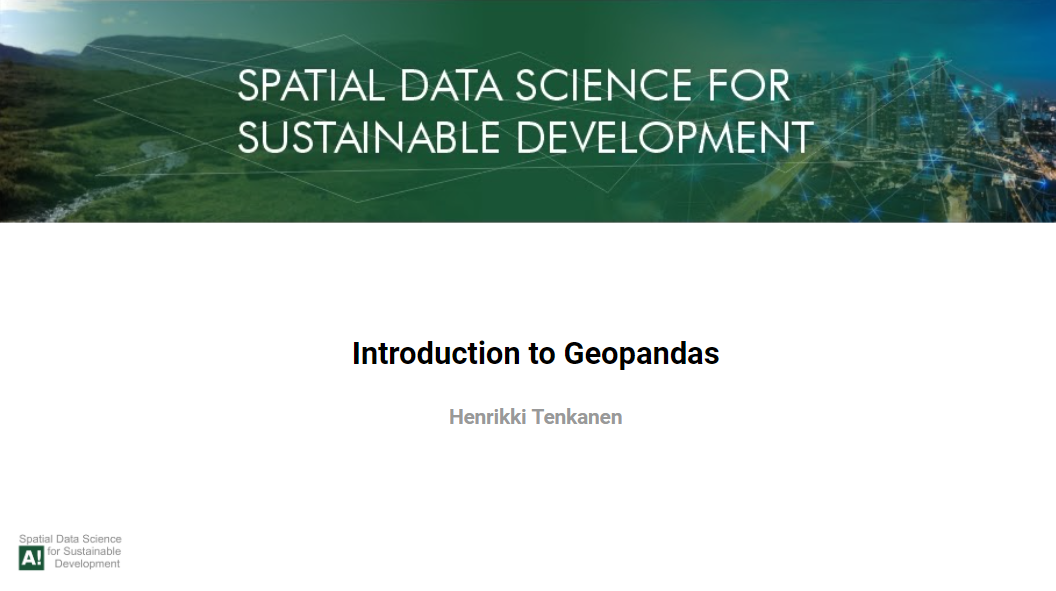 SPATIAL DATA SCIENCE FOR
SUSTAINABLE DEVELOPMENT
Introduction to Geopandas
Henrikki Tenkanen
Spatial Data Science
A! for Sustainable
Development